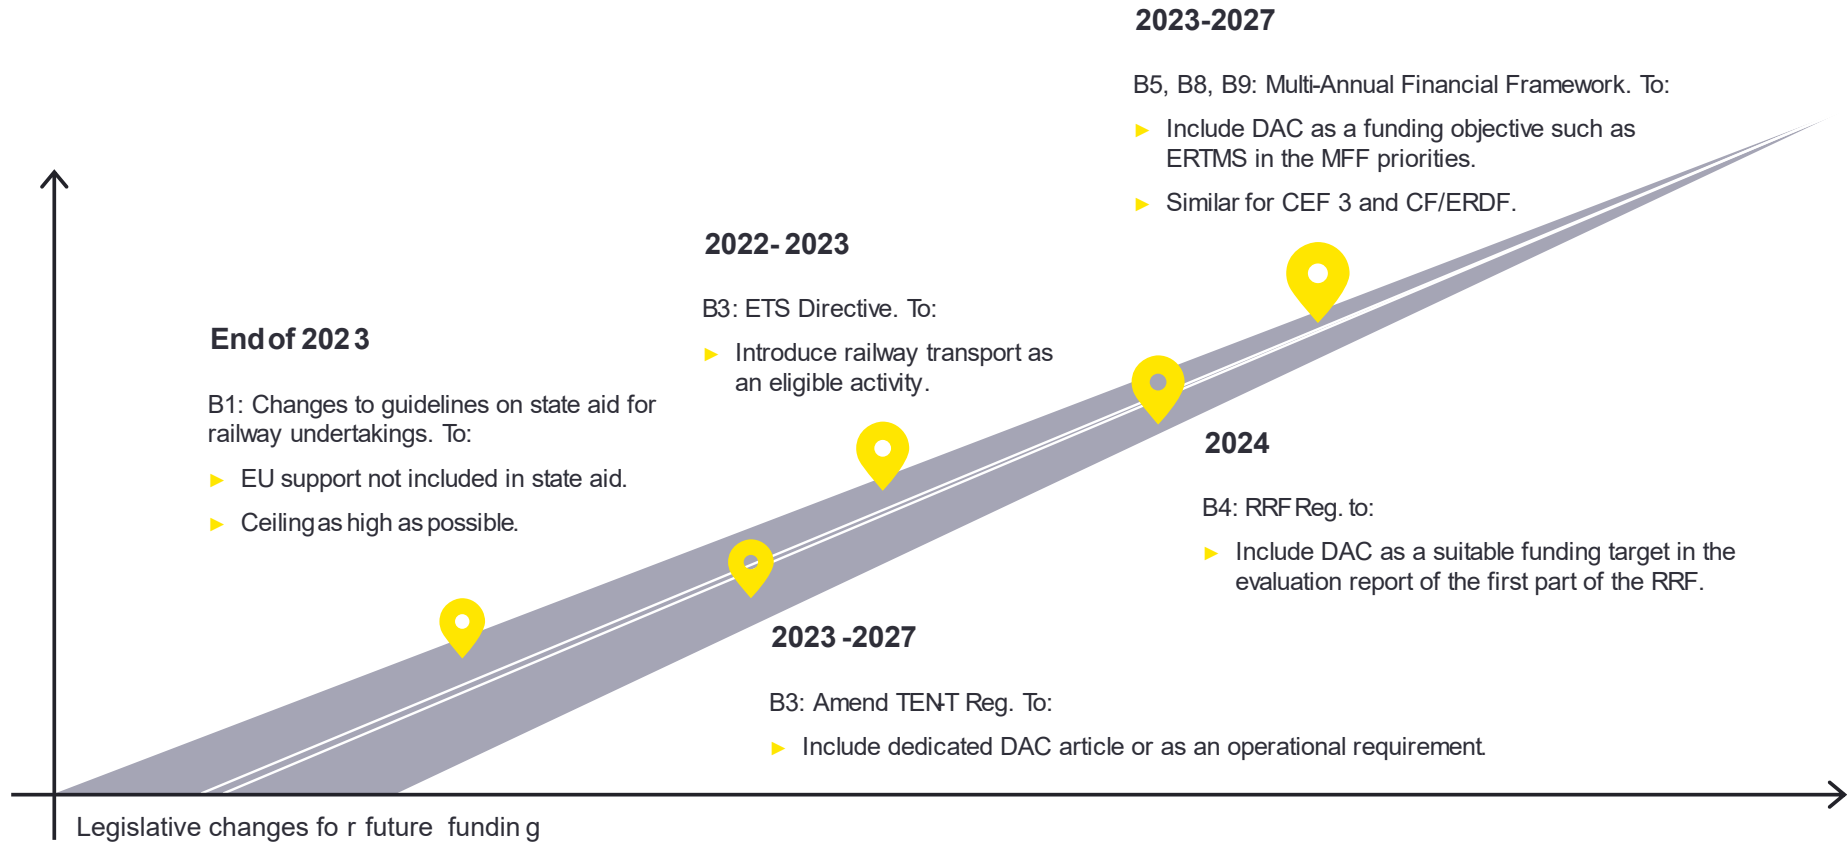 2023-2027
B5, B8, B9: Multi-Annual Financial Framework. To:
► Include DAC as a funding objective such as
ERTMS in the MFF priorities.
► Similar for CEF 3 and CF/ERDF.
2022- 2023
B3: ETS Directive. To:
► Introduce railway transport as
an eligible activity.
End of 202 3
B1: Changes to guidelines on state aid for
railway undertakings. To:
► EU support not included in state aid.
► Ceiling as high as possible.
2024
B4: RRF Reg. to:
► Include DAC as a suitable funding target in the
evaluation report of the first part of the RRF.
2023 -2027
B3: Amend TEN-T Reg. To:
► Include dedicated DAC article or as an operational requirement.
Legislative changes fo r future funding